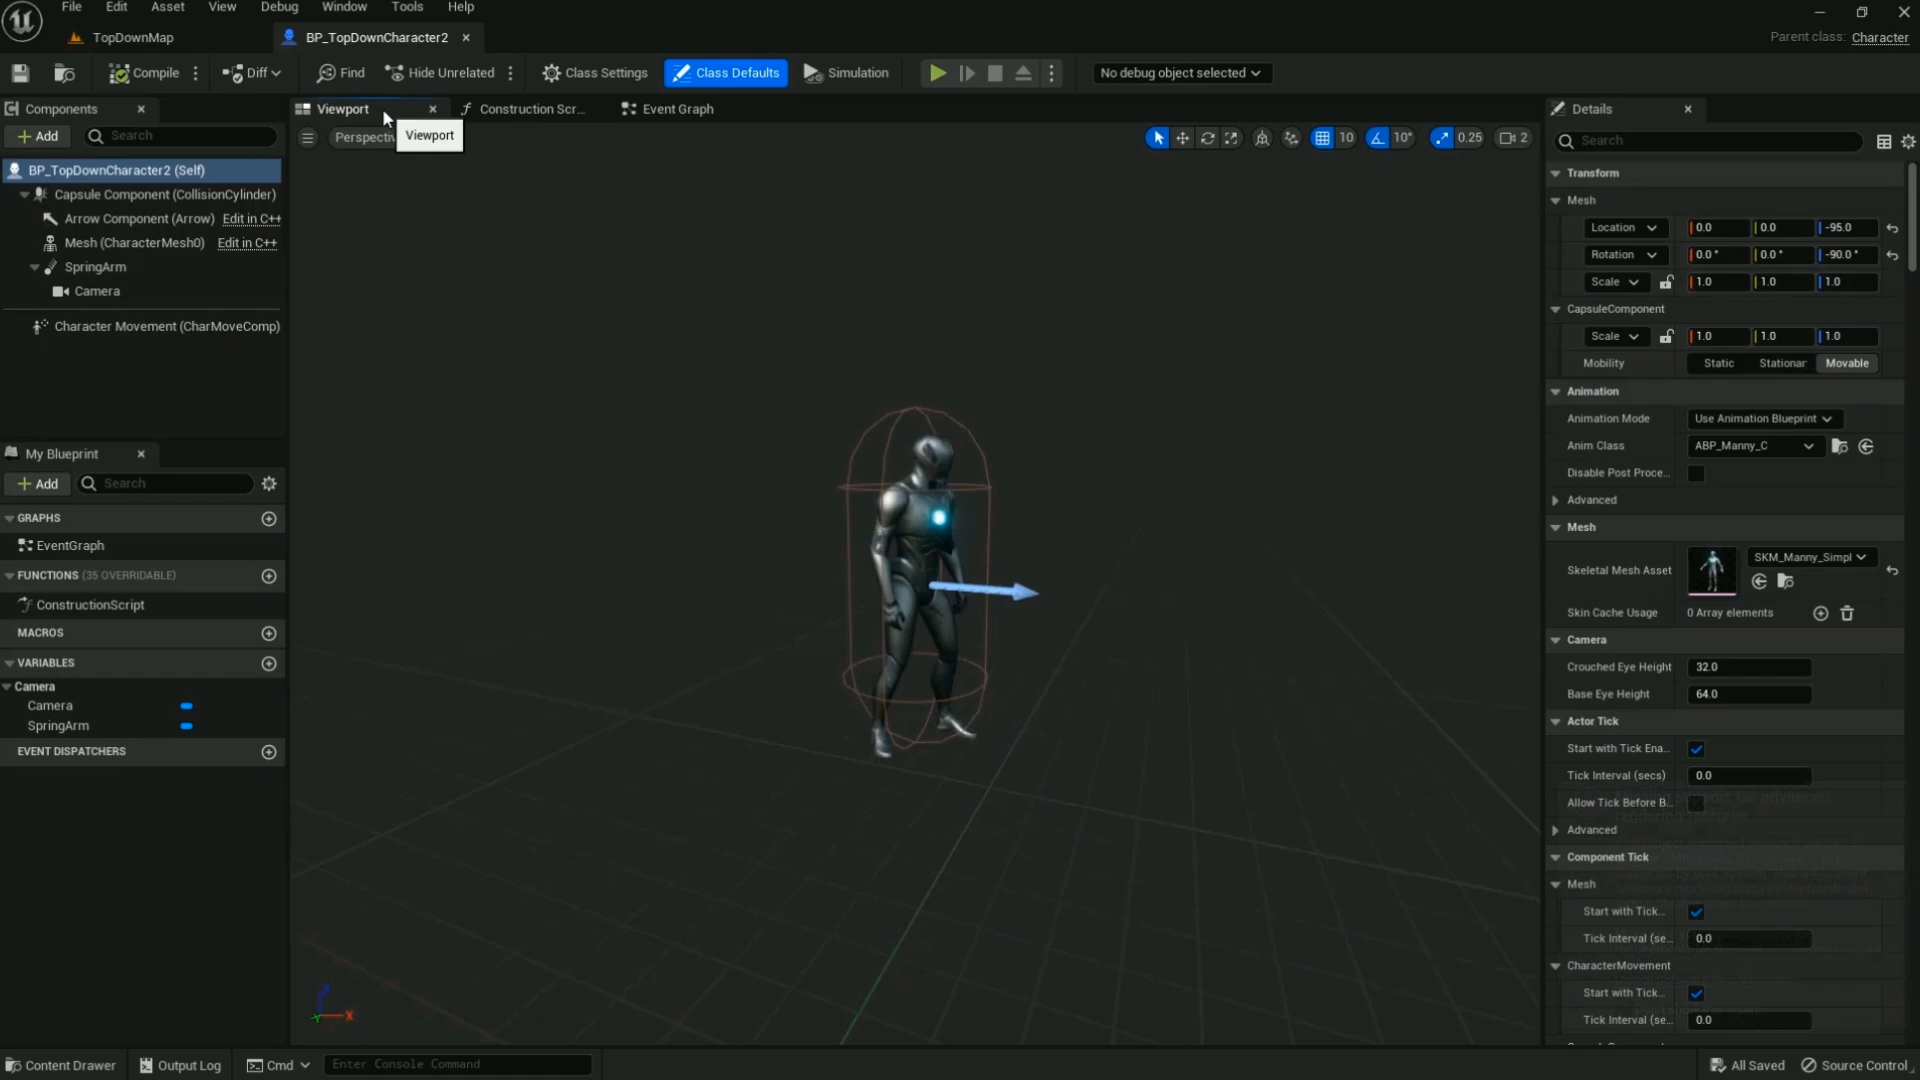 File Edit Asset View Debug Window Tools Help
TopDownMap
BP_TopDownCharacter2
Parent class: Character
Compile
Diff
Find
Hide Unrelated
Class Settings
Class Defaults
Simulation
No debug object selected
Components
Add
Search
BP_TopDownCharacter2 (Self)
Capsule Component (CollisionCylinder)
Arrow Component (Arrow) Edit in C++
Mesh (CharacterMesh0) Edit in C++
SpringArm
Camera
Character Movement (CharMoveComp)
My Blueprint
Add
Search
GRAPHS
EventGraph
FUNCTIONS (35 OVERRIDABLE)
ConstructionScript
MACROS
VARIABLES
Camera
Camera
SpringArm
EVENT DISPATCHERS
Viewport
Construction Scr...
Event Graph
Perspectiv
Viewport
10
10°
0.25
2
Z
Y
X
Details
Search
Transform
Mesh
Location 0.0 0.0 -95.0
Rotation 0.0 ° 0.0 ° -90.0 °
Scale 1.0 1.0 1.0
CapsuleComponent
Scale 1.0 1.0 1.0
Mobility Static Stationar Movable
Animation
Animation Mode Use Animation Blueprint
Anim Class ABP_Manny_C
Disable Post Proce...
Advanced
Mesh
Skeletal Mesh Asset SKM_Manny_Simpl
Skin Cache Usage 0 Array elements
Camera
Crouched Eye Height 32.0
Base Eye Height 64.0
Actor Tick
Start with Tick Ena...
Tick Interval (secs) 0.0
Allow Tick Before B...
Advanced
Component Tick
Mesh
Start with Tick...
Tick Interval (se... 0.0
CharacterMovement
Start with Tick...
Tick Interval (se... 0.0
Content Drawer
Output Log
Cmd
Enter Console Command
All Saved
Source Control